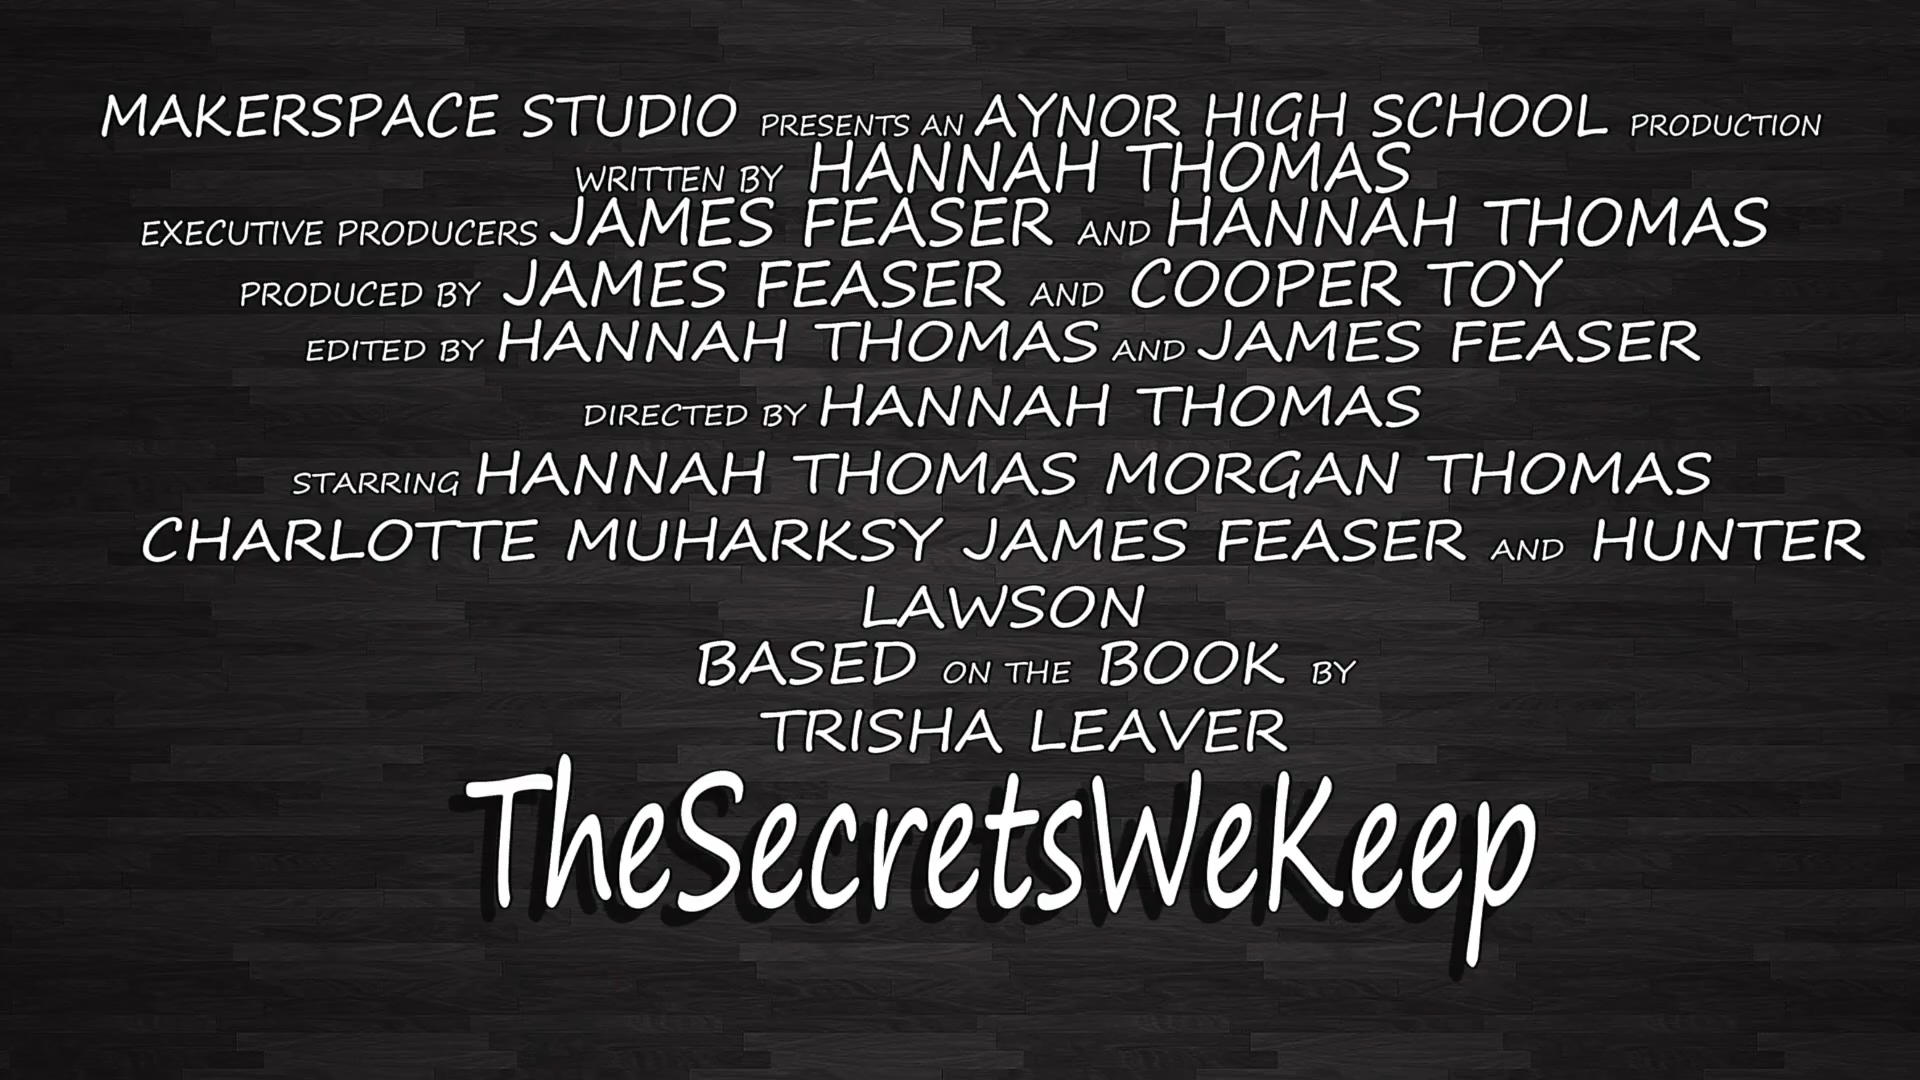 MAKERSPACE STUDIO PRESENTS AN AYNOR HIGH SCHOOL PRODUCTION
WRITTEN BY HANNAH THOMAS
EXECUTIVE PRODUCERS JAMES FEASER AND HANNAH THOMAS
PRODUCED BY JAMES FEASER AND COOPER TOY
EDITED BY HANNAH THOMAS AND JAMES FEASER
DIRECTED BY HANNAH THOMAS
STARRING HANNAH THOMAS MORGAN THOMAS
CHARLOTTE MUHARKSY JAMES FEASER AND HUNTER
LAWSON
BASED ON THE BOOK BY
TRISHA LEAVER
TheSecretsWeKeep